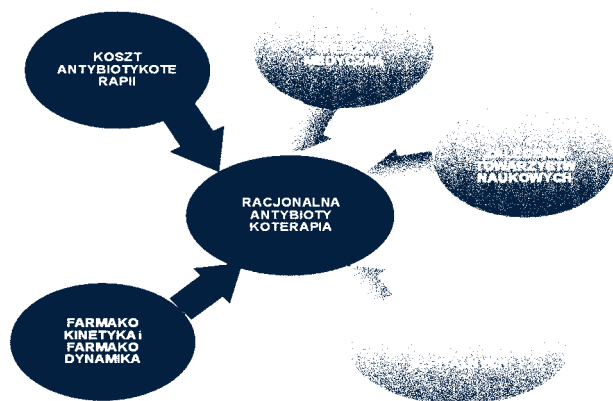 KOSZT
ANTYBIOTYKOTE
RAPII
MEDYCZNA
TOWARZYSTW
NAUKOWYCH
RACJONALNA
ANTYBIOTY
KOTERAPIA
FARMAKO
KINETYKA i
FARMAKO
DYNAMIKA